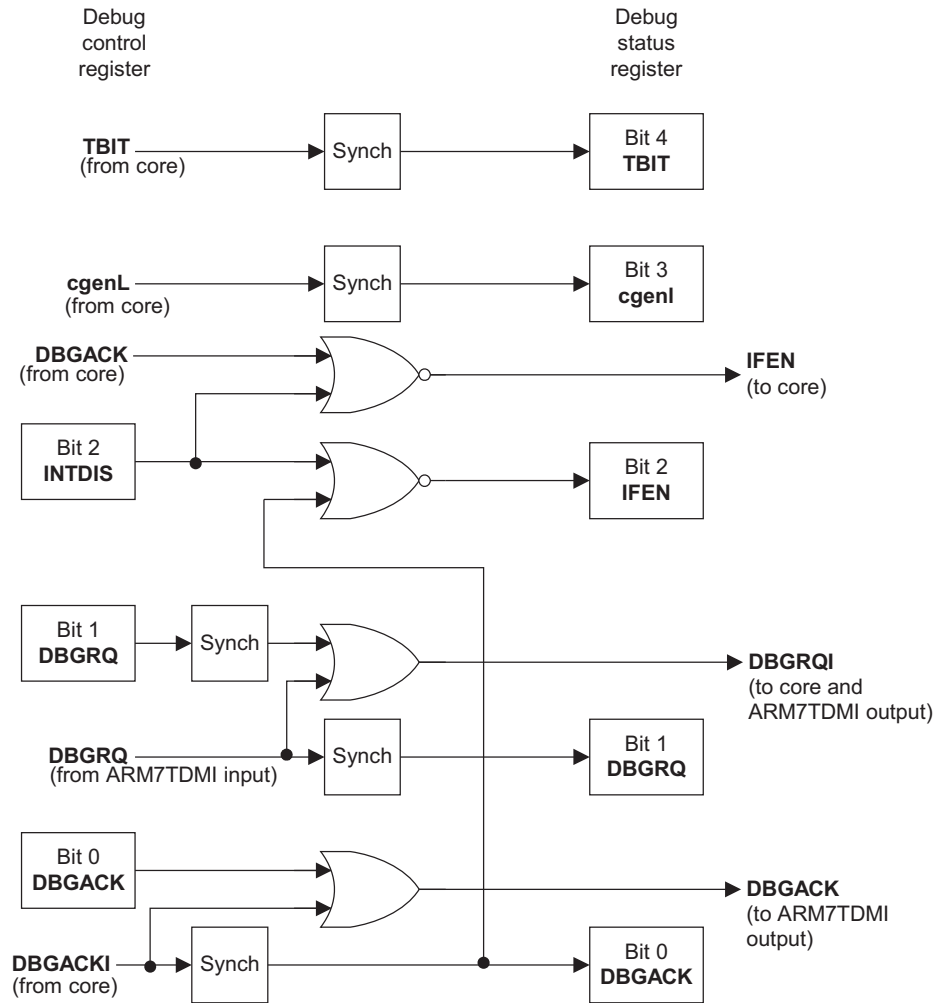 Debug
control
register
Debug
status
register
TBIT
(from core)
Synch
Bit 4
TBIT
cgenL
(from core)
Synch
Bit 3
cgenl
DBGACK
(from core)
IFEN
(to core)
Bit 2
INTDIS
Bit 2
IFEN
Bit 1
DBGRQ
Synch
DBGRQI
(to core and
ARM7TDMI output)
DBGRQ
(from ARM7TDMI input)
Synch
Bit 1
DBGRQ
Bit 0
DBGACK
DBGACK
(to ARM7TDMI
output)
DBGACKI
(from core)
Synch
Bit 0
DBGACK